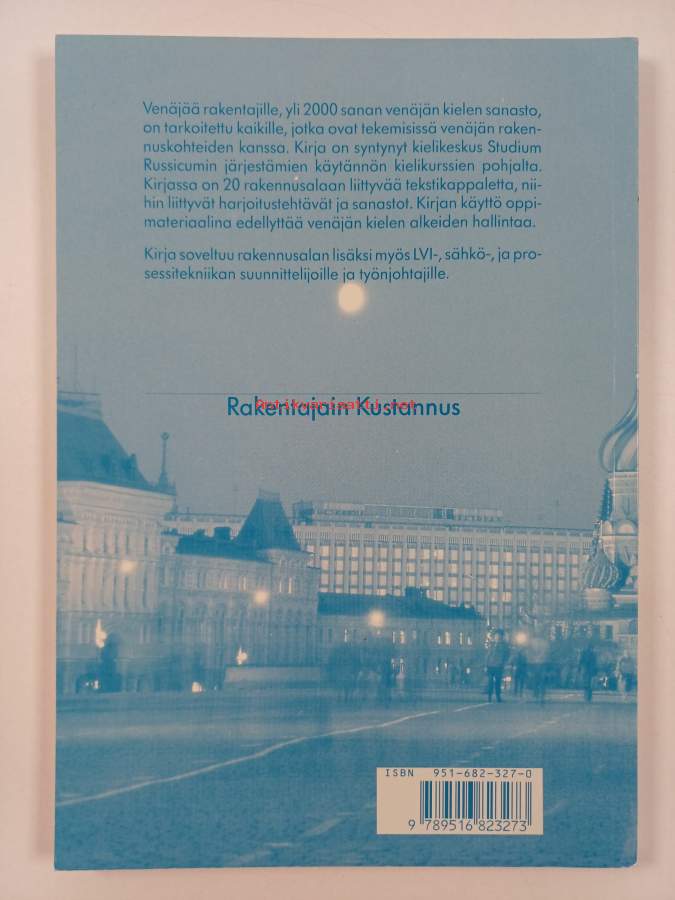 Venäjää rakentajille, yli 2000 sanan venäjän kielen sanasto,
on tarkoitettu kaikille, jotka ovat tekemisissä venäjän raken-
nuskohteiden kanssa. Kirja on syntynyt kielikeskus Studium
Russicumin järjestämien käytännön kielikurssien pohjalta.
Kirjassa on 20 rakennusalaan liittyvää tekstikappaletta, nii-
hin liittyvät harjoitustehtävät ja sanastot. Kirjan käyttö oppi-
materiaalina edellyttää venäjän kielen alkeiden hallintaa.
Kirja soveltuu rakennusalan lisäksi myös LVI-, sähkö-, ja pro-
sessitekniikan suunnittelijoille ja työnjohtajille.
Rakentajain Kustannus
Antikvariaatti.net
ISBN 951-682-327-0
9 789516 823273